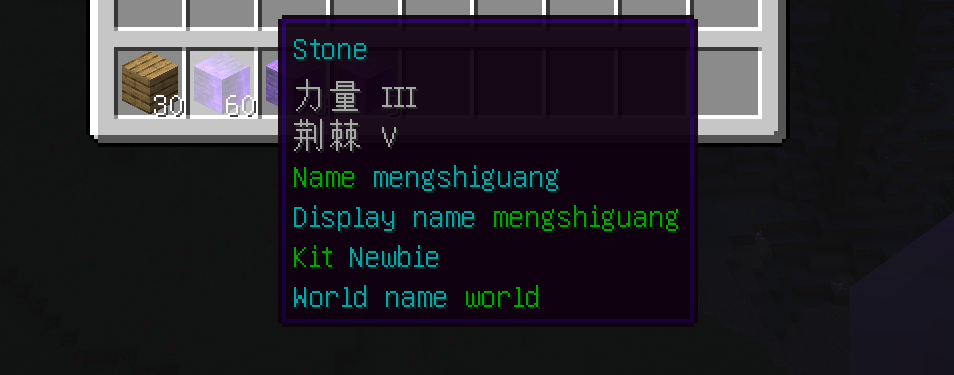 Stone
力量 III
荆棘 V
Name mengshiguang
Display name mengshiguang
Kit Newbie
World name world
30
60